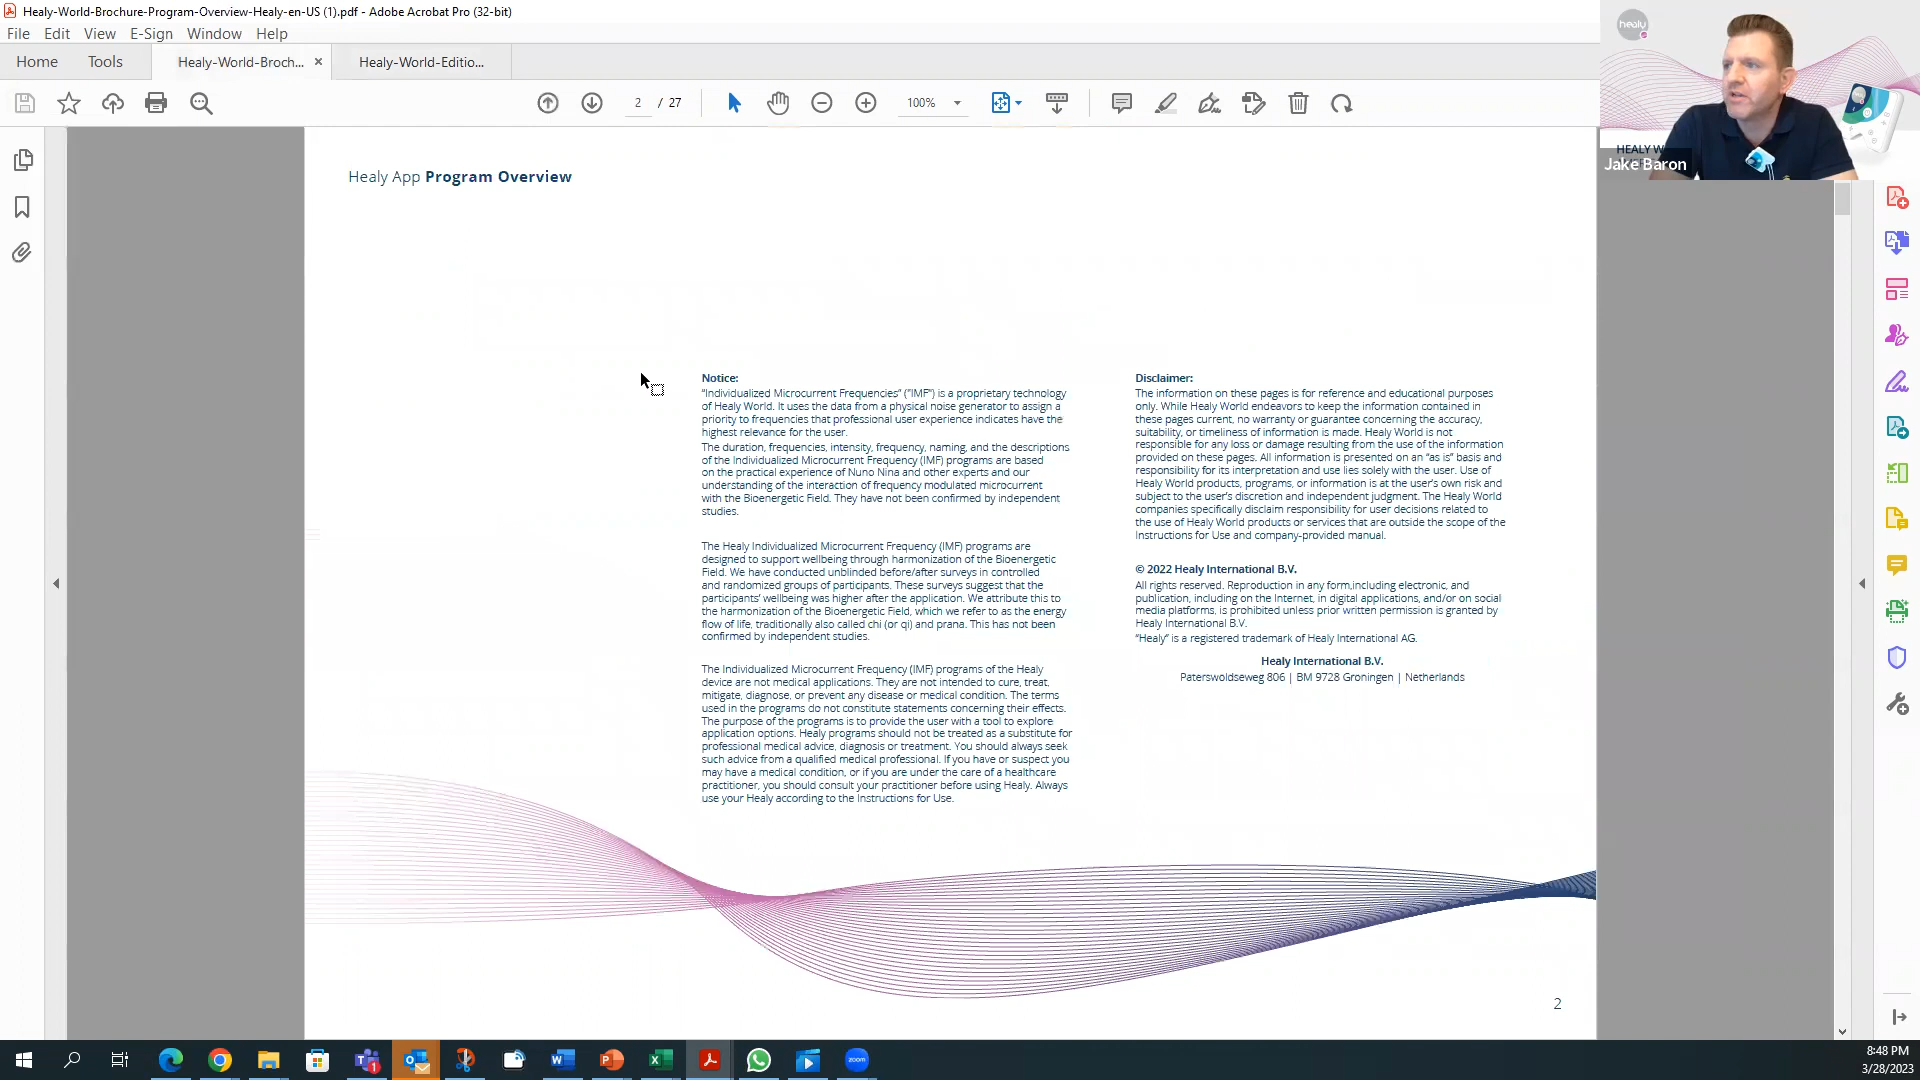 Healy-World-Brochure-Program-Overview-Healy-en-US (1).pdf - Adobe Acrobat Pro (32-bit)
File Edit View E-Sign Window Help
Home Tools Healy-World-Broch... × Healy-World-Editio...
2 / 27 100%
healy
HEALY W
Jake Baron
Healy App Program Overview
Notice:
“Individualized Microcurrent Frequencies” (“IMF”) is a proprietary technology
of Healy World. It uses the data from a physical noise generator to assign a
priority to frequencies that professional user experience indicates have the
highest relevance for the user.
The duration, frequencies, intensity, frequency, naming, and the descriptions
of the Individualized Microcurrent Frequency (IMF) programs are based
on the practical experience of Nuno Nina and other experts and our
understanding of the interaction of frequency modulated microcurrent
with the Bioenergetic Field. They have not been confirmed by independent
studies.
The Healy Individualized Microcurrent Frequency (IMF) programs are
designed to support wellbeing through harmonization of the Bioenergetic
Field. We have conducted unblinded before/after surveys in controlled
and randomized groups of participants. These surveys suggest that the
participants’ wellbeing was higher after the application. We attribute this to
the harmonization of the Bioenergetic Field, which we refer to as the energy
flow of life, traditionally also called chi (or qi) and prana. This has not been
confirmed by independent studies.
The Individualized Microcurrent Frequency (IMF) programs of the Healy
device are not medical applications. They are not intended to cure, treat,
mitigate, diagnose, or prevent any disease or medical condition. The terms
used in the programs do not constitute statements concerning their effects.
The purpose of the programs is to provide the user with a tool to explore
application options. Healy programs should not be treated as a substitute for
professional medical advice, diagnosis or treatment. You should always seek
such advice from a qualified medical professional. If you have or suspect you
may have a medical condition, or if you are under the care of a healthcare
practitioner, you should consult your practitioner before using Healy. Always
use your Healy according to the Instructions for Use.
Disclaimer:
The information on these pages is for reference and educational purposes
only. While Healy World endeavors to keep the information contained in
these pages current, no warranty or guarantee concerning the accuracy,
suitability, or timeliness of information is made. Healy World is not
responsible for any loss or damage resulting from the use of the information
provided on these pages. All information is presented on an “as is” basis and
responsibility for its interpretation and use lies solely with the user. Use of
Healy World products, programs, or information is at the user’s own risk and
subject to the user’s discretion and independent judgment. The Healy World
companies specifically disclaim responsibility for user decisions related to
the use of Healy World products or services that are outside the scope of the
Instructions for Use and company-provided manual.
© 2022 Healy International B.V.
All rights reserved. Reproduction in any form,including electronic, and
publication, including on the Internet, in digital applications, and/or on social
media platforms, is prohibited unless prior written permission is granted by
Healy International B.V.
“Healy” is a registered trademark of Healy International AG.
Healy International B.V.
Paterswoldseweg 806 | BM 9728 Groningen | Netherlands
2
zoom
8:48 PM
3/28/2023